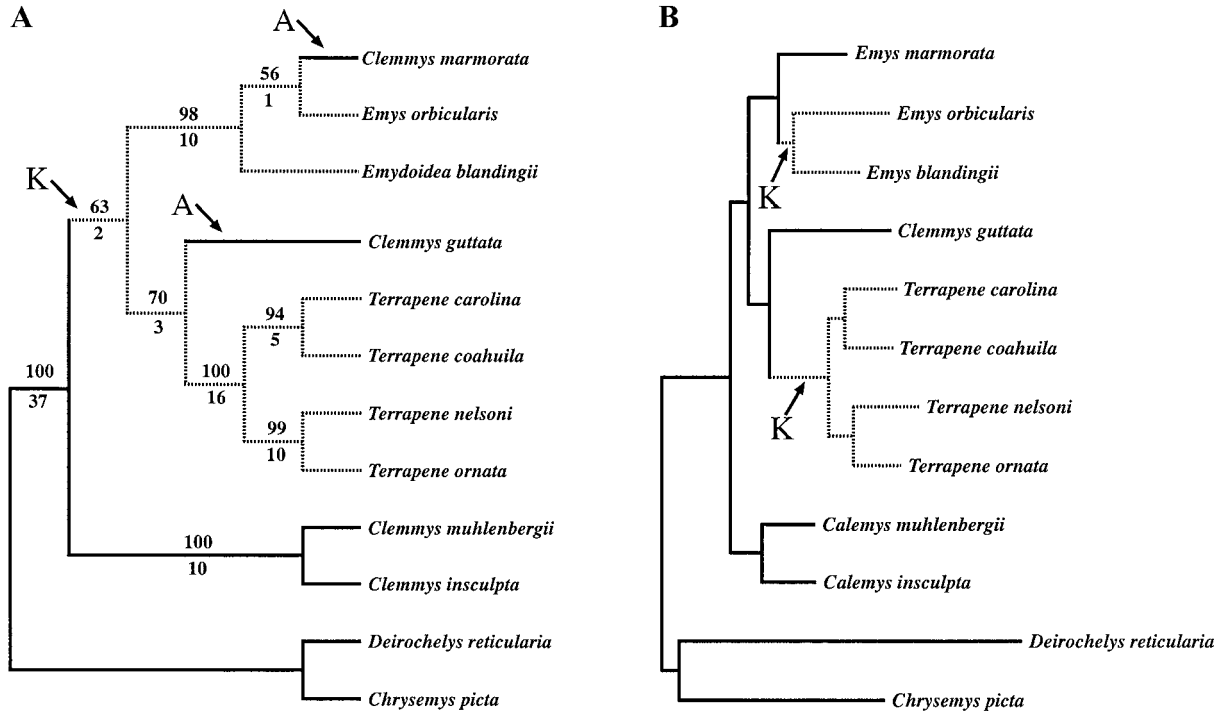 A
A
Clemmys marmorata
56
1
Emys orbicularis
98
10
Emydoidea blandingii
K
63
2
A
Clemmys guttata
70
3
Terrapene carolina
94
5
Terrapene coahuila
100
16
Terrapene nelsoni
99
10
Terrapene ornata
100
37
Clemmys muhlenbergii
100
10
Clemmys insculpta
Deirochelys reticularia
Chrysemys picta
B
Emys marmorata
Emys orbicularis
Emys blandingii
K
Clemmys guttata
Terrapene carolina
Terrapene coahuila
Terrapene nelsoni
K
Terrapene ornata
Calemys muhlenbergii
Calemys insculpta
Deirochelys reticularia
Chrysemys picta